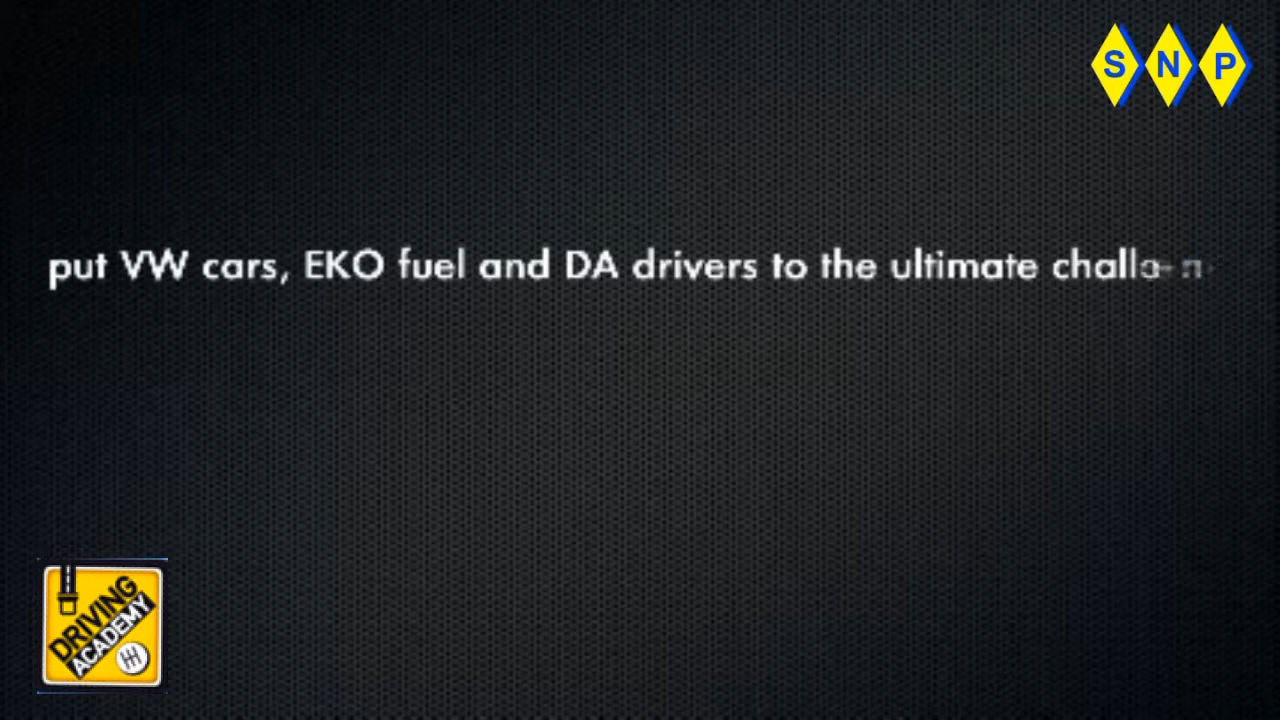 S N P
put VW cars, EKO fuel and DA drivers to the ultimate
DRIVING
ACADEMY